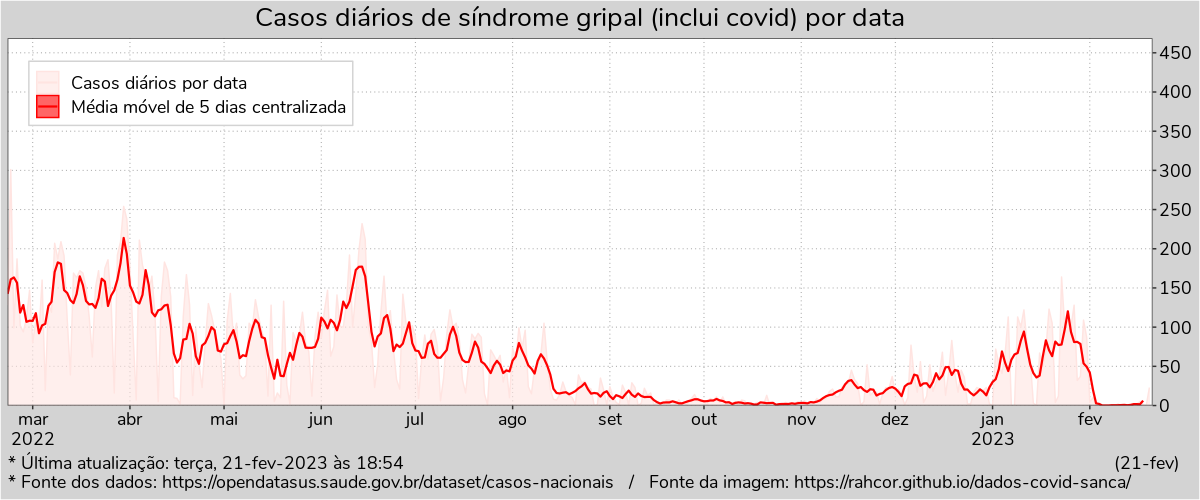 Casos diários de síndrome gripal (inclui covid) por data
450
400
350
300
250
200
150
100
50
0
Casos diários por data
Média móvel de 5 dias centralizada
mar abr mai jun jul ago set out nov dez jan fev
2022 2023
* Última atualização: terça, 21-fev-2023 às 18:54 (21-fev)
* Fonte dos dados: https://opendatasus.saude.gov.br/dataset/casos-nacionais / Fonte da imagem: https://rahcor.github.io/dados-covid-sanca/